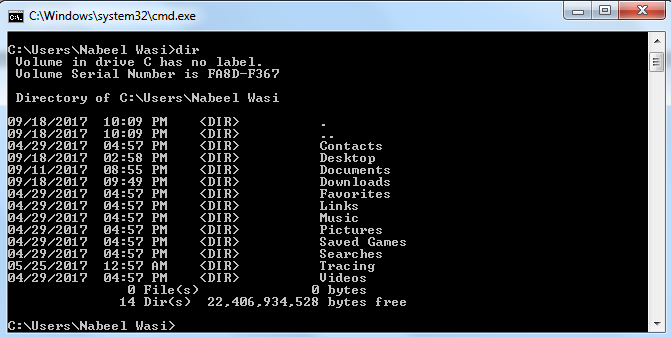 C:\Windows\system32\cmd.exe
C:\Users\Nabeel Wasi>dir
 Volume in drive C has no label.
 Volume Serial Number is FA8D-F367

 Directory of C:\Users\Nabeel Wasi

09/18/2017  10:09 PM    <DIR>          .
09/18/2017  10:09 PM    <DIR>          ..
04/29/2017  04:57 PM    <DIR>          Contacts
09/18/2017  02:58 PM    <DIR>          Desktop
09/11/2017  08:55 PM    <DIR>          Documents
09/18/2017  09:49 PM    <DIR>          Downloads
04/29/2017  04:57 PM    <DIR>          Favorites
04/29/2017  04:57 PM    <DIR>          Links
04/29/2017  04:57 PM    <DIR>          Music
04/29/2017  04:57 PM    <DIR>          Pictures
04/29/2017  04:57 PM    <DIR>          Saved Games
04/29/2017  04:57 PM    <DIR>          Searches
05/25/2017  12:57 AM    <DIR>          Tracing
04/29/2017  04:57 PM    <DIR>          Videos
               0 File(s)              0 bytes
              14 Dir(s)  22,406,934,528 bytes free

C:\Users\Nabeel Wasi>